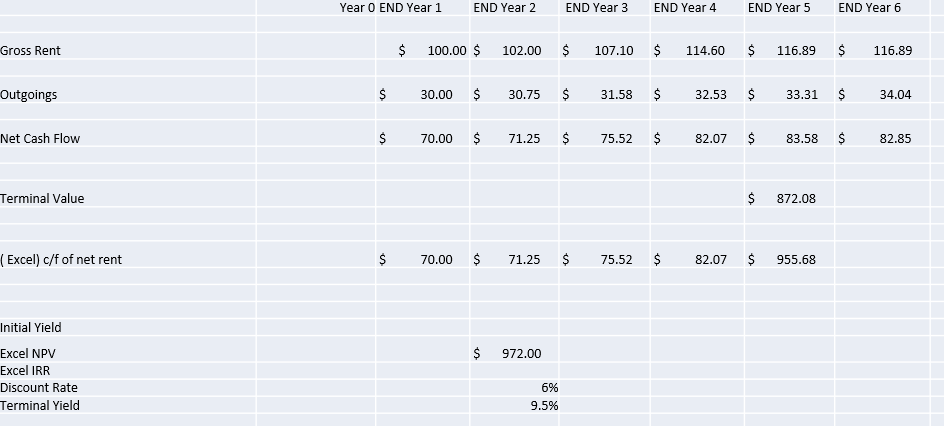 Year 0 END Year 1 END Year 2 END Year 3 END Year 4 END Year 5 END Year 6
Gross Rent $ 100.00 $ 102.00 $ 107.10 $ 114.60 $ 116.89 $ 116.89
Outgoings $ 30.00 $ 30.75 $ 31.58 $ 32.53 $ 33.31 $ 34.04
Net Cash Flow $ 70.00 $ 71.25 $ 75.52 $ 82.07 $ 83.58 $ 82.85
Terminal Value $ 872.08
( Excel) c/f of net rent $ 70.00 $ 71.25 $ 75.52 $ 82.07 $ 955.68
Initial Yield
Excel NPV $ 972.00
Excel IRR
Discount Rate 6%
Terminal Yield 9.5%